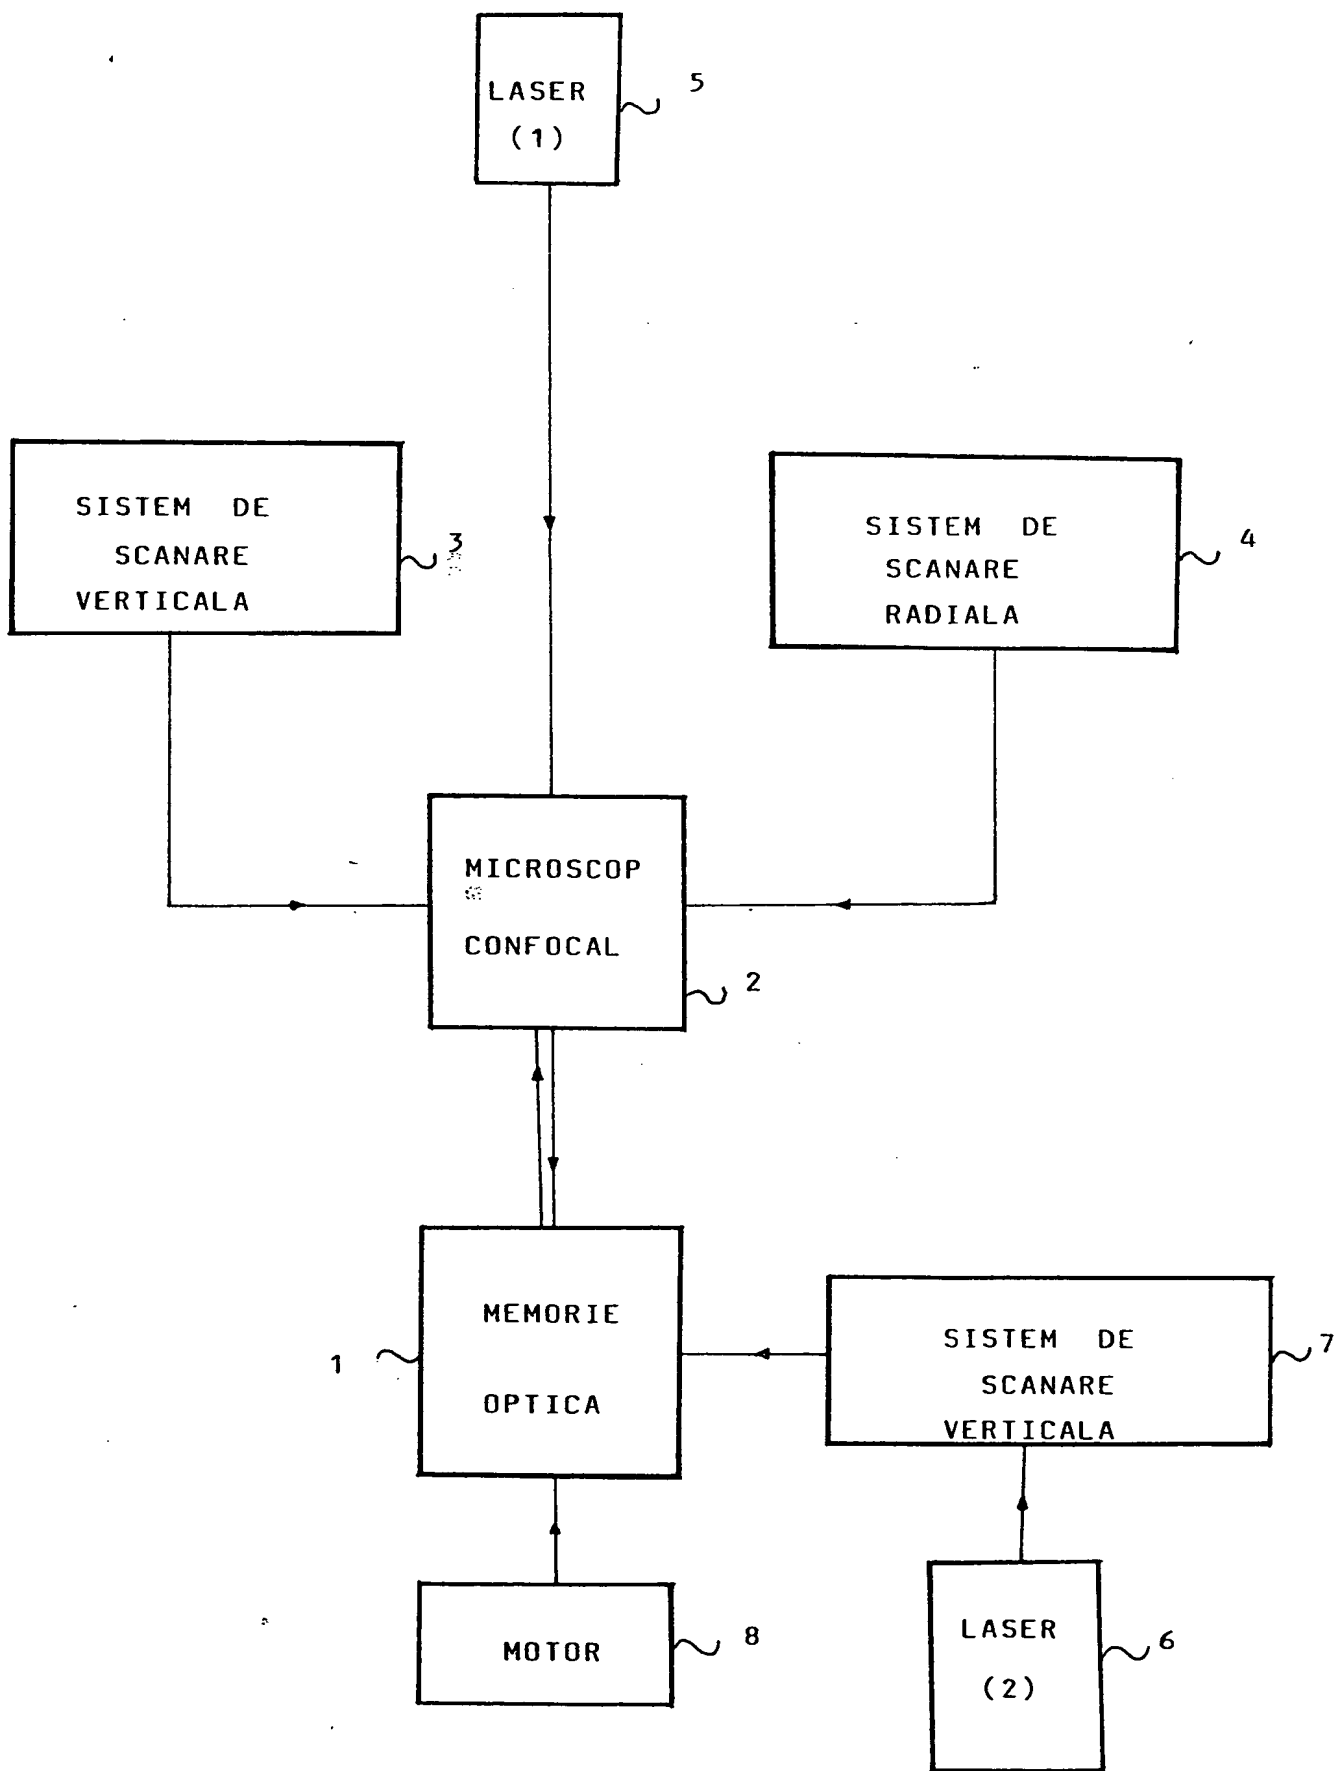 LASER
(1)
5
SISTEM DE
SCANARE
VERTICALA
3
SISTEM DE
SCANARE
RADIALA
4
MICROSCOP
CONFOCAL
2
MEMORIE
OPTICA
1
SISTEM DE
SCANARE
VERTICALA
7
MOTOR
8
LASER
(2)
6